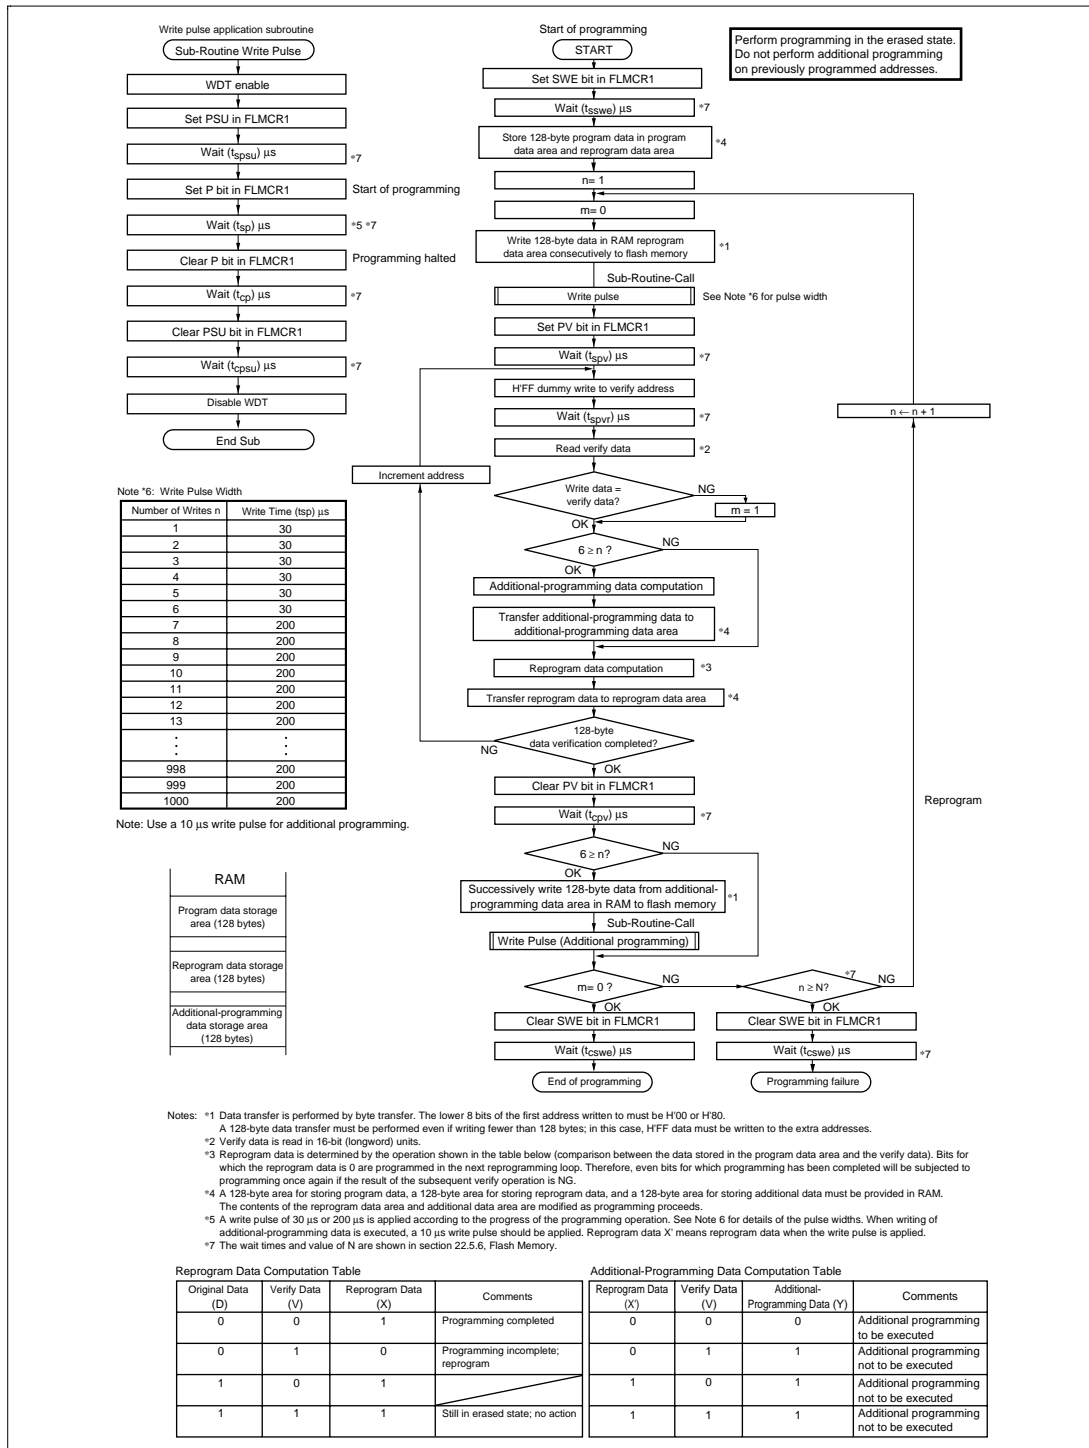 Write pulse application subroutine
Sub-Routine Write Pulse
WDT enable
Set PSU in FLMCR1
Wait (tspsu) µs
*7
Set P bit in FLMCR1
Start of programming
Wait (tsp) µs
*5 *7
Clear P bit in FLMCR1
Programming halted
Wait (tcp) µs
*7
Clear PSU bit in FLMCR1
Wait (tcpsu) µs
*7
Disable WDT
End Sub
Note *6: Write Pulse Width
Number of Writes n Write Time (tsp) µs
1 30
2 30
3 30
4 30
5 30
6 30
7 200
8 200
9 200
10 200
11 200
12 200
13 200
998 200
999 200
1000 200
Note: Use a 10 µs write pulse for additional programming.
RAM
Program data storage
area (128 bytes)
Reprogram data storage
area (128 bytes)
Additional-programming
data storage area
(128 bytes)
Start of programming
START
Perform programming in the erased state.
Do not perform additional programming
on previously programmed addresses.
Set SWE bit in FLMCR1
Wait (tsswe) µs
*7
Store 128-byte program data in program
data area and reprogram data area
*4
n= 1
m= 0
Write 128-byte data in RAM reprogram
data area consecutively to flash memory
*1
Sub-Routine-Call
Write pulse
See Note *6 for pulse width
Set PV bit in FLMCR1
Wait (tspv) µs
*7
H'FF dummy write to verify address
Wait (tspvr) µs
*7
Read verify data
*2
Increment address
n ← n + 1
Write data =
verify data?
NG
m = 1
OK
6 ≥ n ?
NG
OK
Additional-programming data computation
Transfer additional-programming data to
additional-programming data area
*4
Reprogram data computation
*3
Transfer reprogram data to reprogram data area
*4
128-byte
data verification completed?
NG
OK
Clear PV bit in FLMCR1
Reprogram
Wait (tcpv) µs
*7
6 ≥ n?
NG
OK
Successively write 128-byte data from additional-
programming data area in RAM to flash memory
*1
Sub-Routine-Call
Write Pulse (Additional programming)
m= 0 ?
NG
n ≥ N?
*7
NG
OK
OK
Clear SWE bit in FLMCR1
Clear SWE bit in FLMCR1
Wait (tcswe) µs
Wait (tcswe) µs
*7
End of programming
Programming failure
Notes: *1 Data transfer is performed by byte transfer. The lower 8 bits of the first address written to must be H'00 or H'80.
A 128-byte data transfer must be performed even if writing fewer than 128 bytes; in this case, H'FF data must be written to the extra addresses.
*2 Verify data is read in 16-bit (longword) units.
*3 Reprogram data is determined by the operation shown in the table below (comparison between the data stored in the program data area and the verify data). Bits for
which the reprogram data is 0 are programmed in the next reprogramming loop. Therefore, even bits for which programming has been completed will be subjected to
programming once again if the result of the subsequent verify operation is NG.
*4 A 128-byte area for storing program data, a 128-byte area for storing reprogram data, and a 128-byte area for storing additional data must be provided in RAM.
The contents of the reprogram data area and additional data area are modified as programming proceeds.
*5 A write pulse of 30 µs or 200 µs is applied according to the progress of the programming operation. See Note 6 for details of the pulse widths. When writing of
additional-programming data is executed, a 10 µs write pulse should be applied. Reprogram data X' means reprogram data when the write pulse is applied.
*7 The wait times and value of N are shown in section 22.5.6, Flash Memory.
Reprogram Data Computation Table
Original Data (D) Verify Data (V) Reprogram Data (X) Comments
0 0 1 Programming completed
0 1 0 Programming incomplete; reprogram
1 0 1
1 1 1 Still in erased state; no action
Additional-Programming Data Computation Table
Reprogram Data (X') Verify Data (V) Additional-Programming Data (Y) Comments
0 0 0 Additional programming to be executed
0 1 1 Additional programming not to be executed
1 0 1 Additional programming not to be executed
1 1 1 Additional programming not to be executed